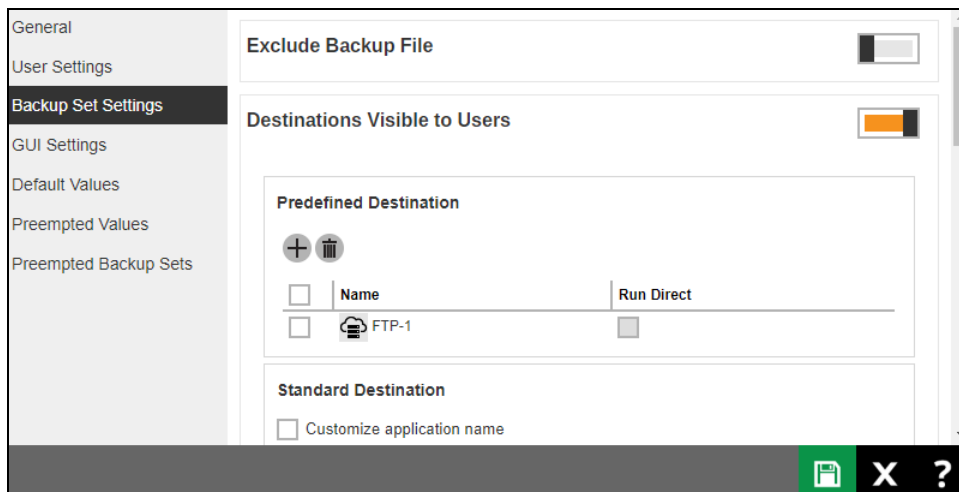 General
User Settings
Backup Set Settings
GUI Settings
Default Values
Preempted Values
Preempted Backup Sets
Exclude Backup File
Destinations Visible to Users
Predefined Destination
Name Run Direct
FTP-1
Standard Destination
Customize application name
X ?